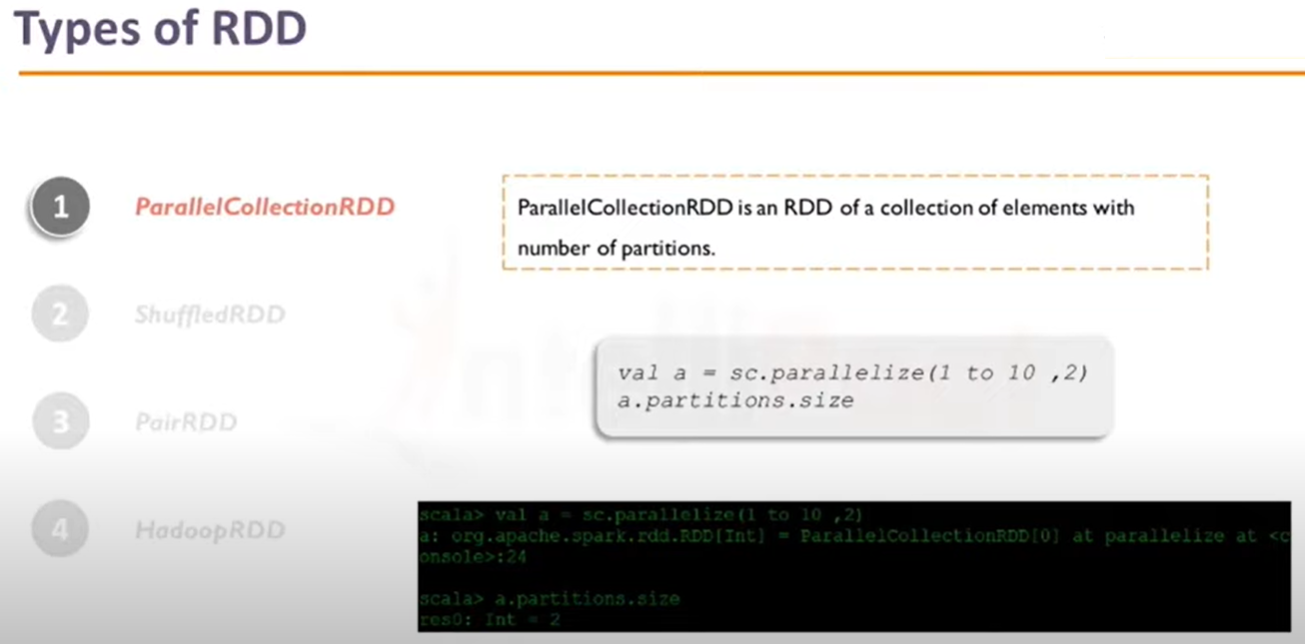 Types of RDD
1 ParallelCollectionRDD
ParallelCollectionRDD is an RDD of a collection of elements with
number of partitions.
2 ShuffledRDD
val a = sc.parallelize(1 to 10 ,2)
a.partitions.size
3 PairRDD
4 HadoopRDD
scala> val a = sc.parallelize(1 to 10 ,2)
a: org.apache.spark.rdd.RDD[Int] = ParallelCollectionRDD[0] at parallelize at <c
onsole>:24
scala> a.partitions.size
res0: Int = 2